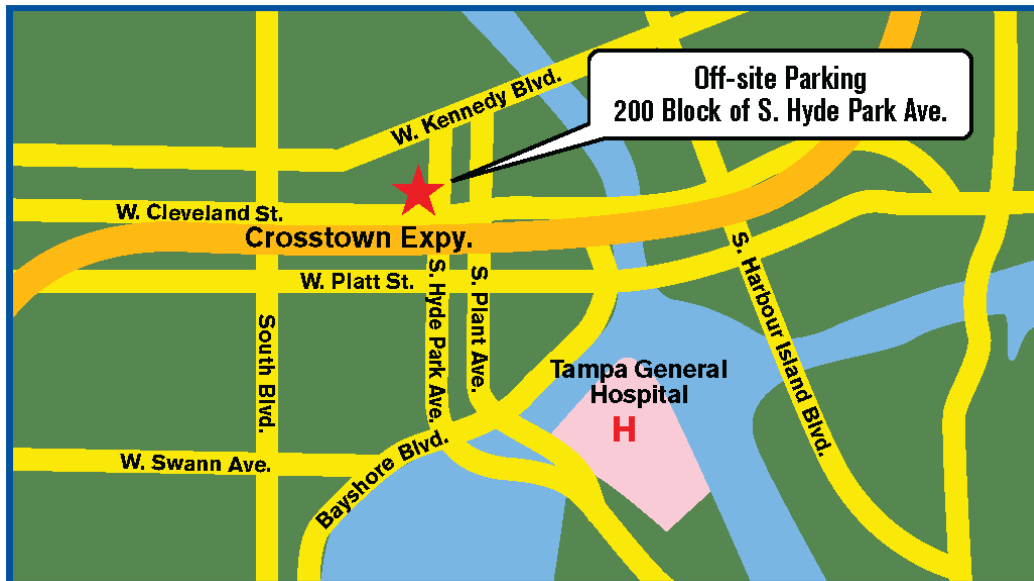 Off-site Parking
200 Block of S. Hyde Park Ave.
W. Kennedy Blvd.
W. Cleveland St.
Crosstown Expy.
W. Platt St.
S. Hyde Park Ave.
S. Plant Ave.
S. Harbour Island Blvd.
South Blvd.
Tampa General
Hospital
H
W. Swann Ave.
Bayshore Blvd.